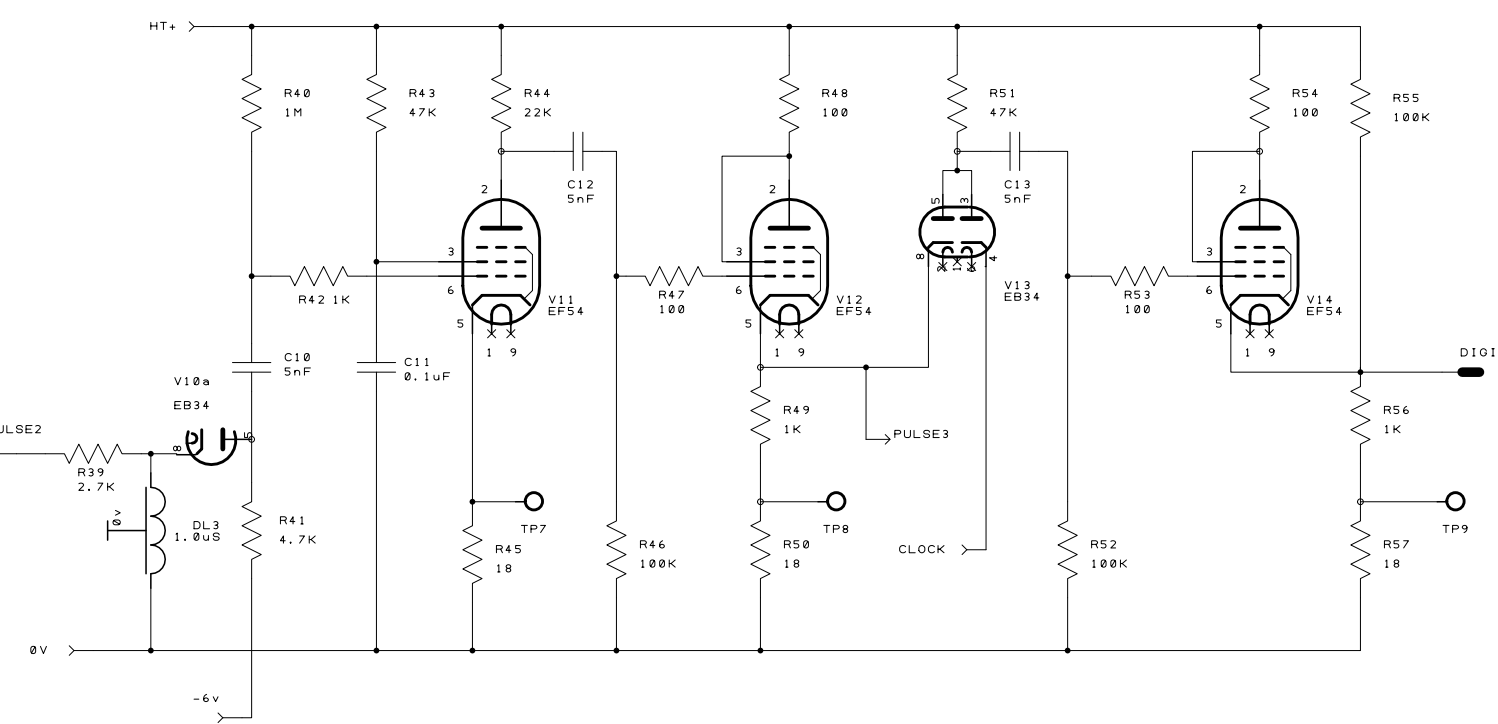 HT+
R40
1M
R43
47K
R44
22K
R48
100
R51
47K
R54
100
R55
100K
C12
5nF
C13
5nF
2
3
6
5
1 9
V11
EF54
2
3
6
5
1 9
V12
EF54
5
3
8
4
1
V13
EB34
2
3
6
5
1 9
V14
EF54
R42 1K
R47
100
R53
100
C10
5nF
C11
0.1uF
V10a
EB34
8
5
ULSE2
R39
2.7K
0v
DL3
1.0uS
R41
4.7K
R49
1K
PULSE3
R56
1K
DIGI
TP7
TP8
TP9
R45
18
R46
100K
R50
18
CLOCK
R52
100K
R57
18
0V
-6v